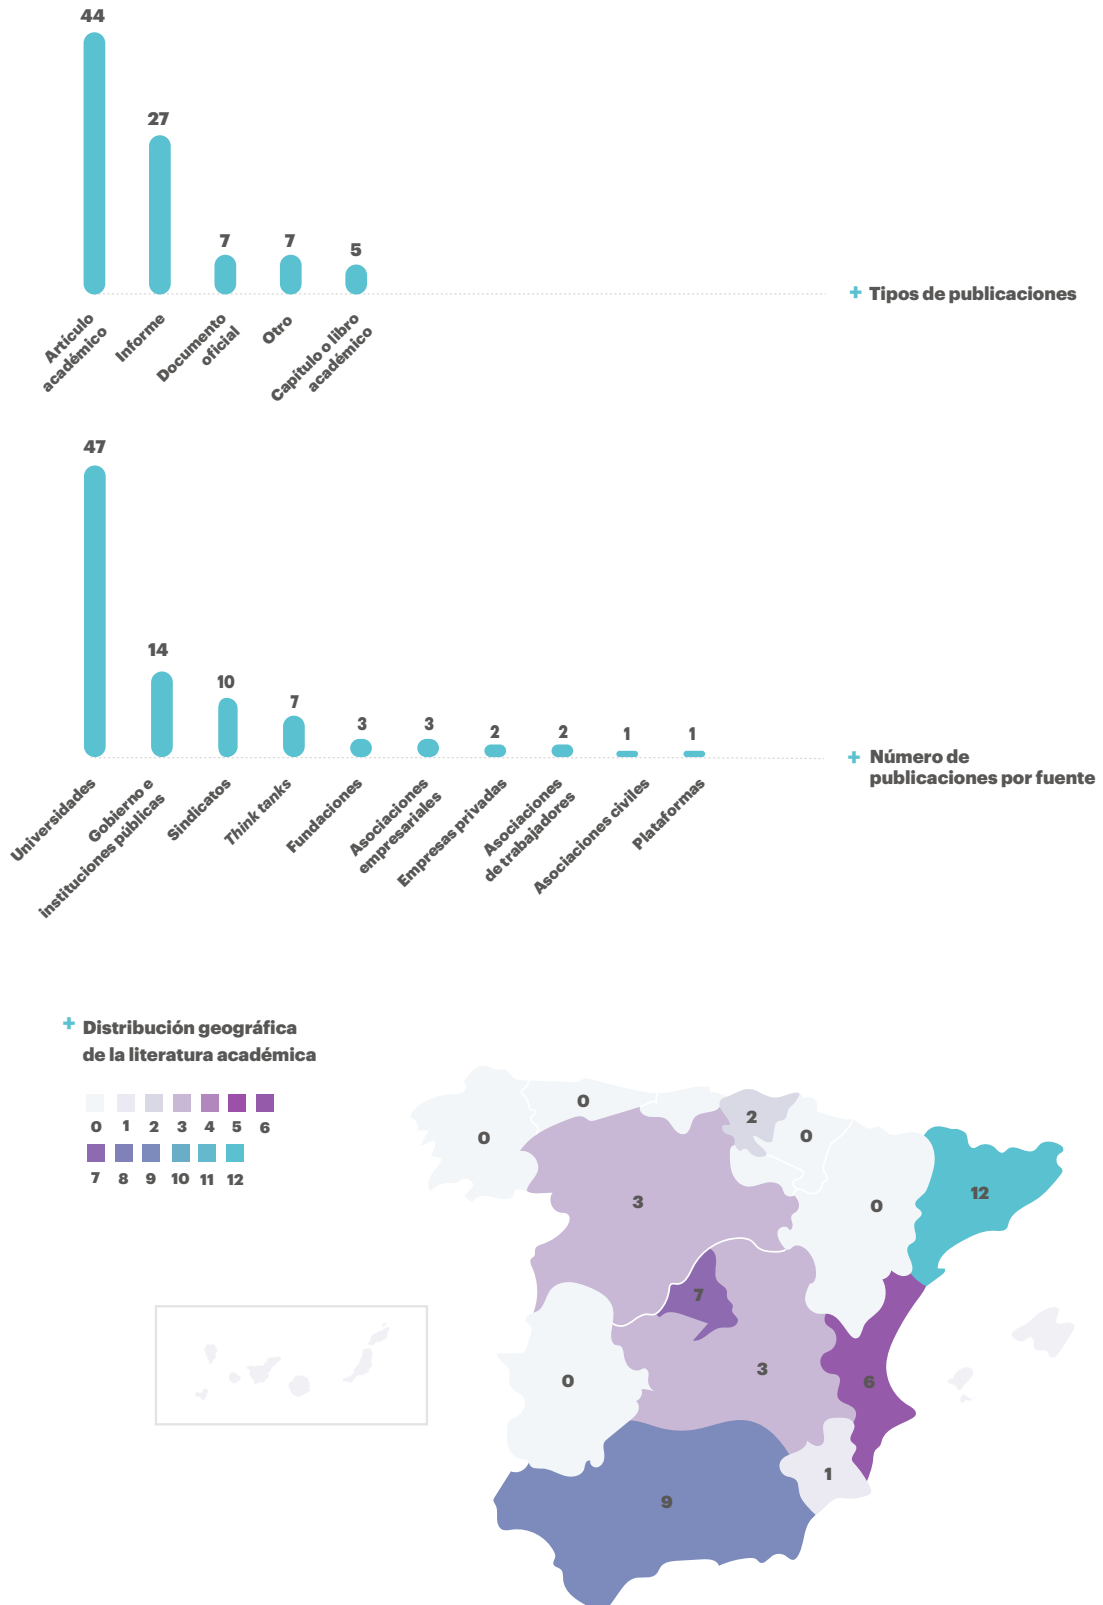 44
27
7
7
5
+ Tipos de publicaciones
Artículo
académico
Informe
Documento
oficial
Otro
Capítulo o libro
académico
47
14
10
7
3
3
2
2
1
1
+ Número de
publicaciones por fuente
Universidades
Gobierno e
instituciones públicas
Sindicatos
Think tanks
Fundaciones
Asociaciones
empresariales
Empresas privadas
Asociaciones
de trabajadores
Asociaciones civiles
Plataformas
+ Distribución geográfica
de la literatura académica
0 1 2 3 4 5 6
7 8 9 10 11 12
0
0
2
0
3
0
12
7
3
0
6
1
9